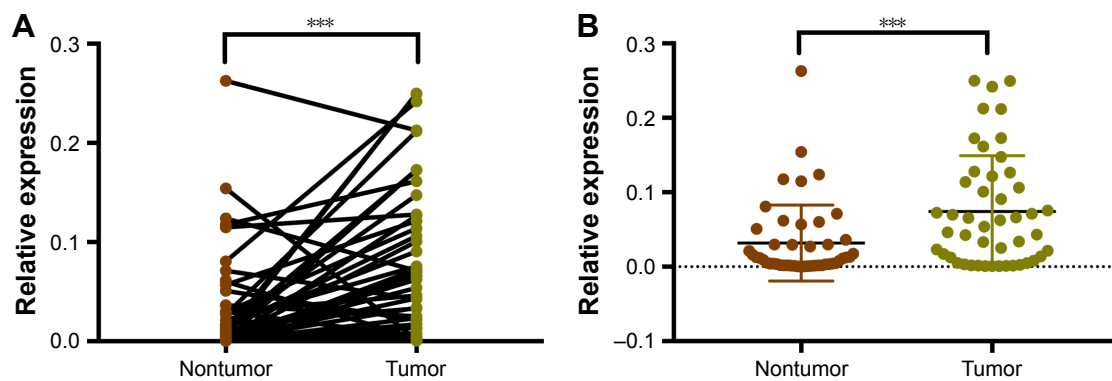 A
***
Relative expression
0.3
0.2
0.1
0.0
Nontumor
Tumor
B
***
Relative expression
0.3
0.2
0.1
0.0
–0.1
Nontumor
Tumor